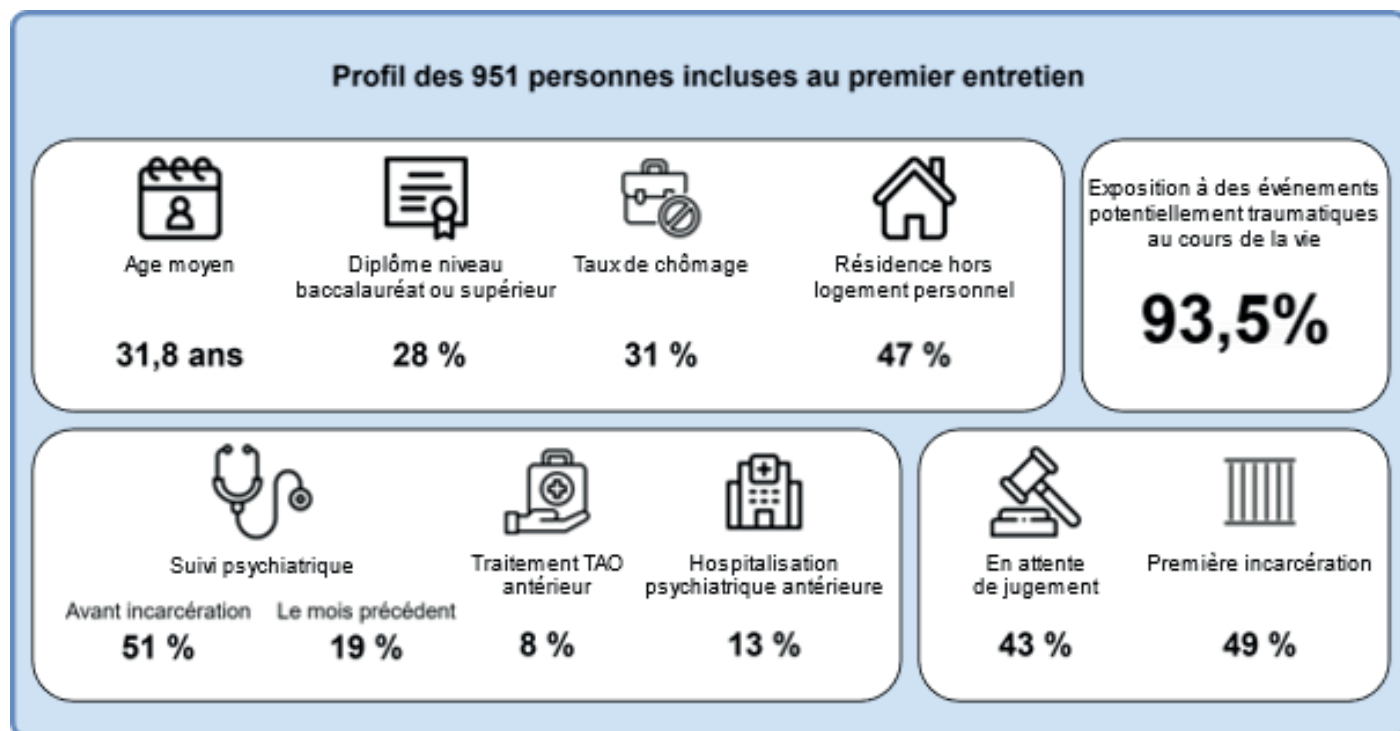 Profil des 951 personnes incluses au premier entretien
Age moyen
31,8 ans
Diplôme niveau
baccalauréat ou supérieur
28 %
Taux de chômage
31 %
Résidence hors
logement personnel
47 %
Exposition à des événements
potentiellement traumatiques
au cours de la vie
93,5%
Suivi psychiatrique
Avant incarcération
51 %
Le mois précédent
19 %
Traitement TAO
antérieur
8 %
Hospitalisation
psychiatrique antérieure
13 %
En attente
de jugement
43 %
Première incarcération
49 %